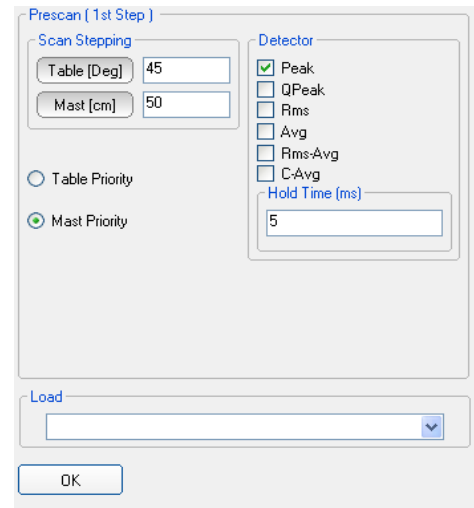 Prescan ( 1st Step )
Scan Stepping
Table [Deg] 45
Mast [cm] 50
Table Priority
Mast Priority
Detector
Peak
QPeak
Rms
Avg
Rms-Avg
C-Avg
Hold Time (ms)
5
Load
OK